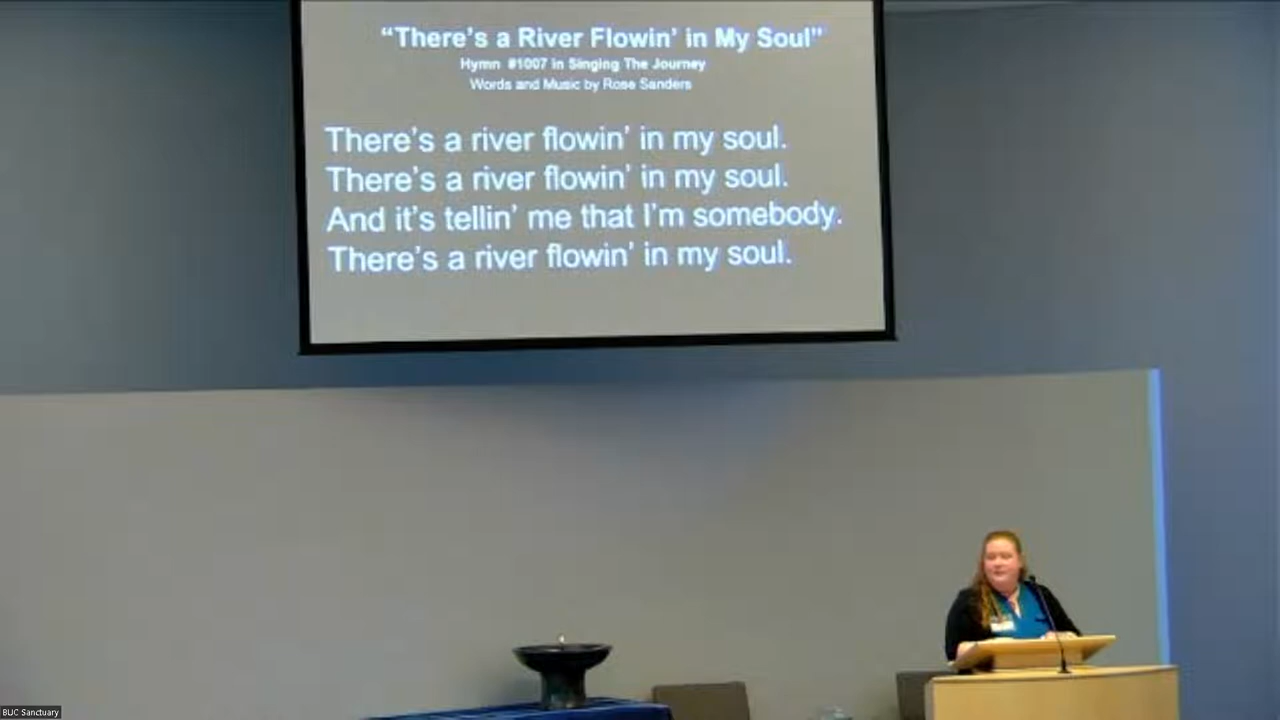 “There’s a River Flowin’ in My Soul”
Hymn #1007 in Singing The Journey
Words and Music by Rose Sanders
There’s a river flowin’ in my soul.
There’s a river flowin’ in my soul.
And it’s tellin’ me that I’m somebody.
There’s a river flowin’ in my soul.
BUC Sanctuary